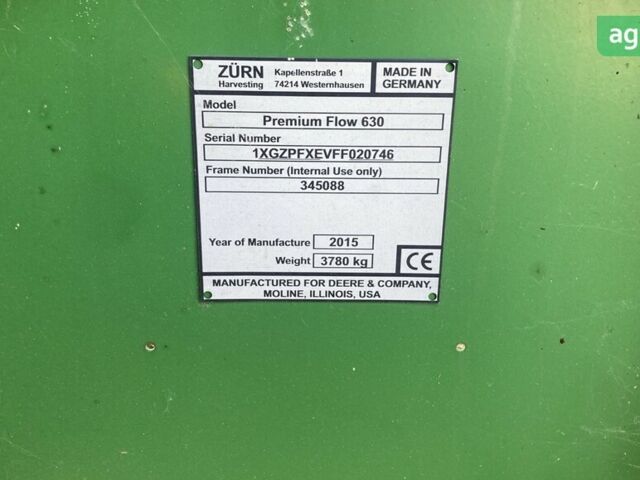 ag
ZÜRN Kapellenstraße 1
Harvesting 74214 Westernhausen
MADE IN
GERMANY
Model
Premium Flow 630
Serial Number
1XGZPFXEVFF020746
Frame Number (Internal Use only)
345088
Year of Manufacture 2015
Weight 3780 kg
CE
MANUFACTURED FOR DEERE & COMPANY,
MOLINE, ILLINOIS, USA